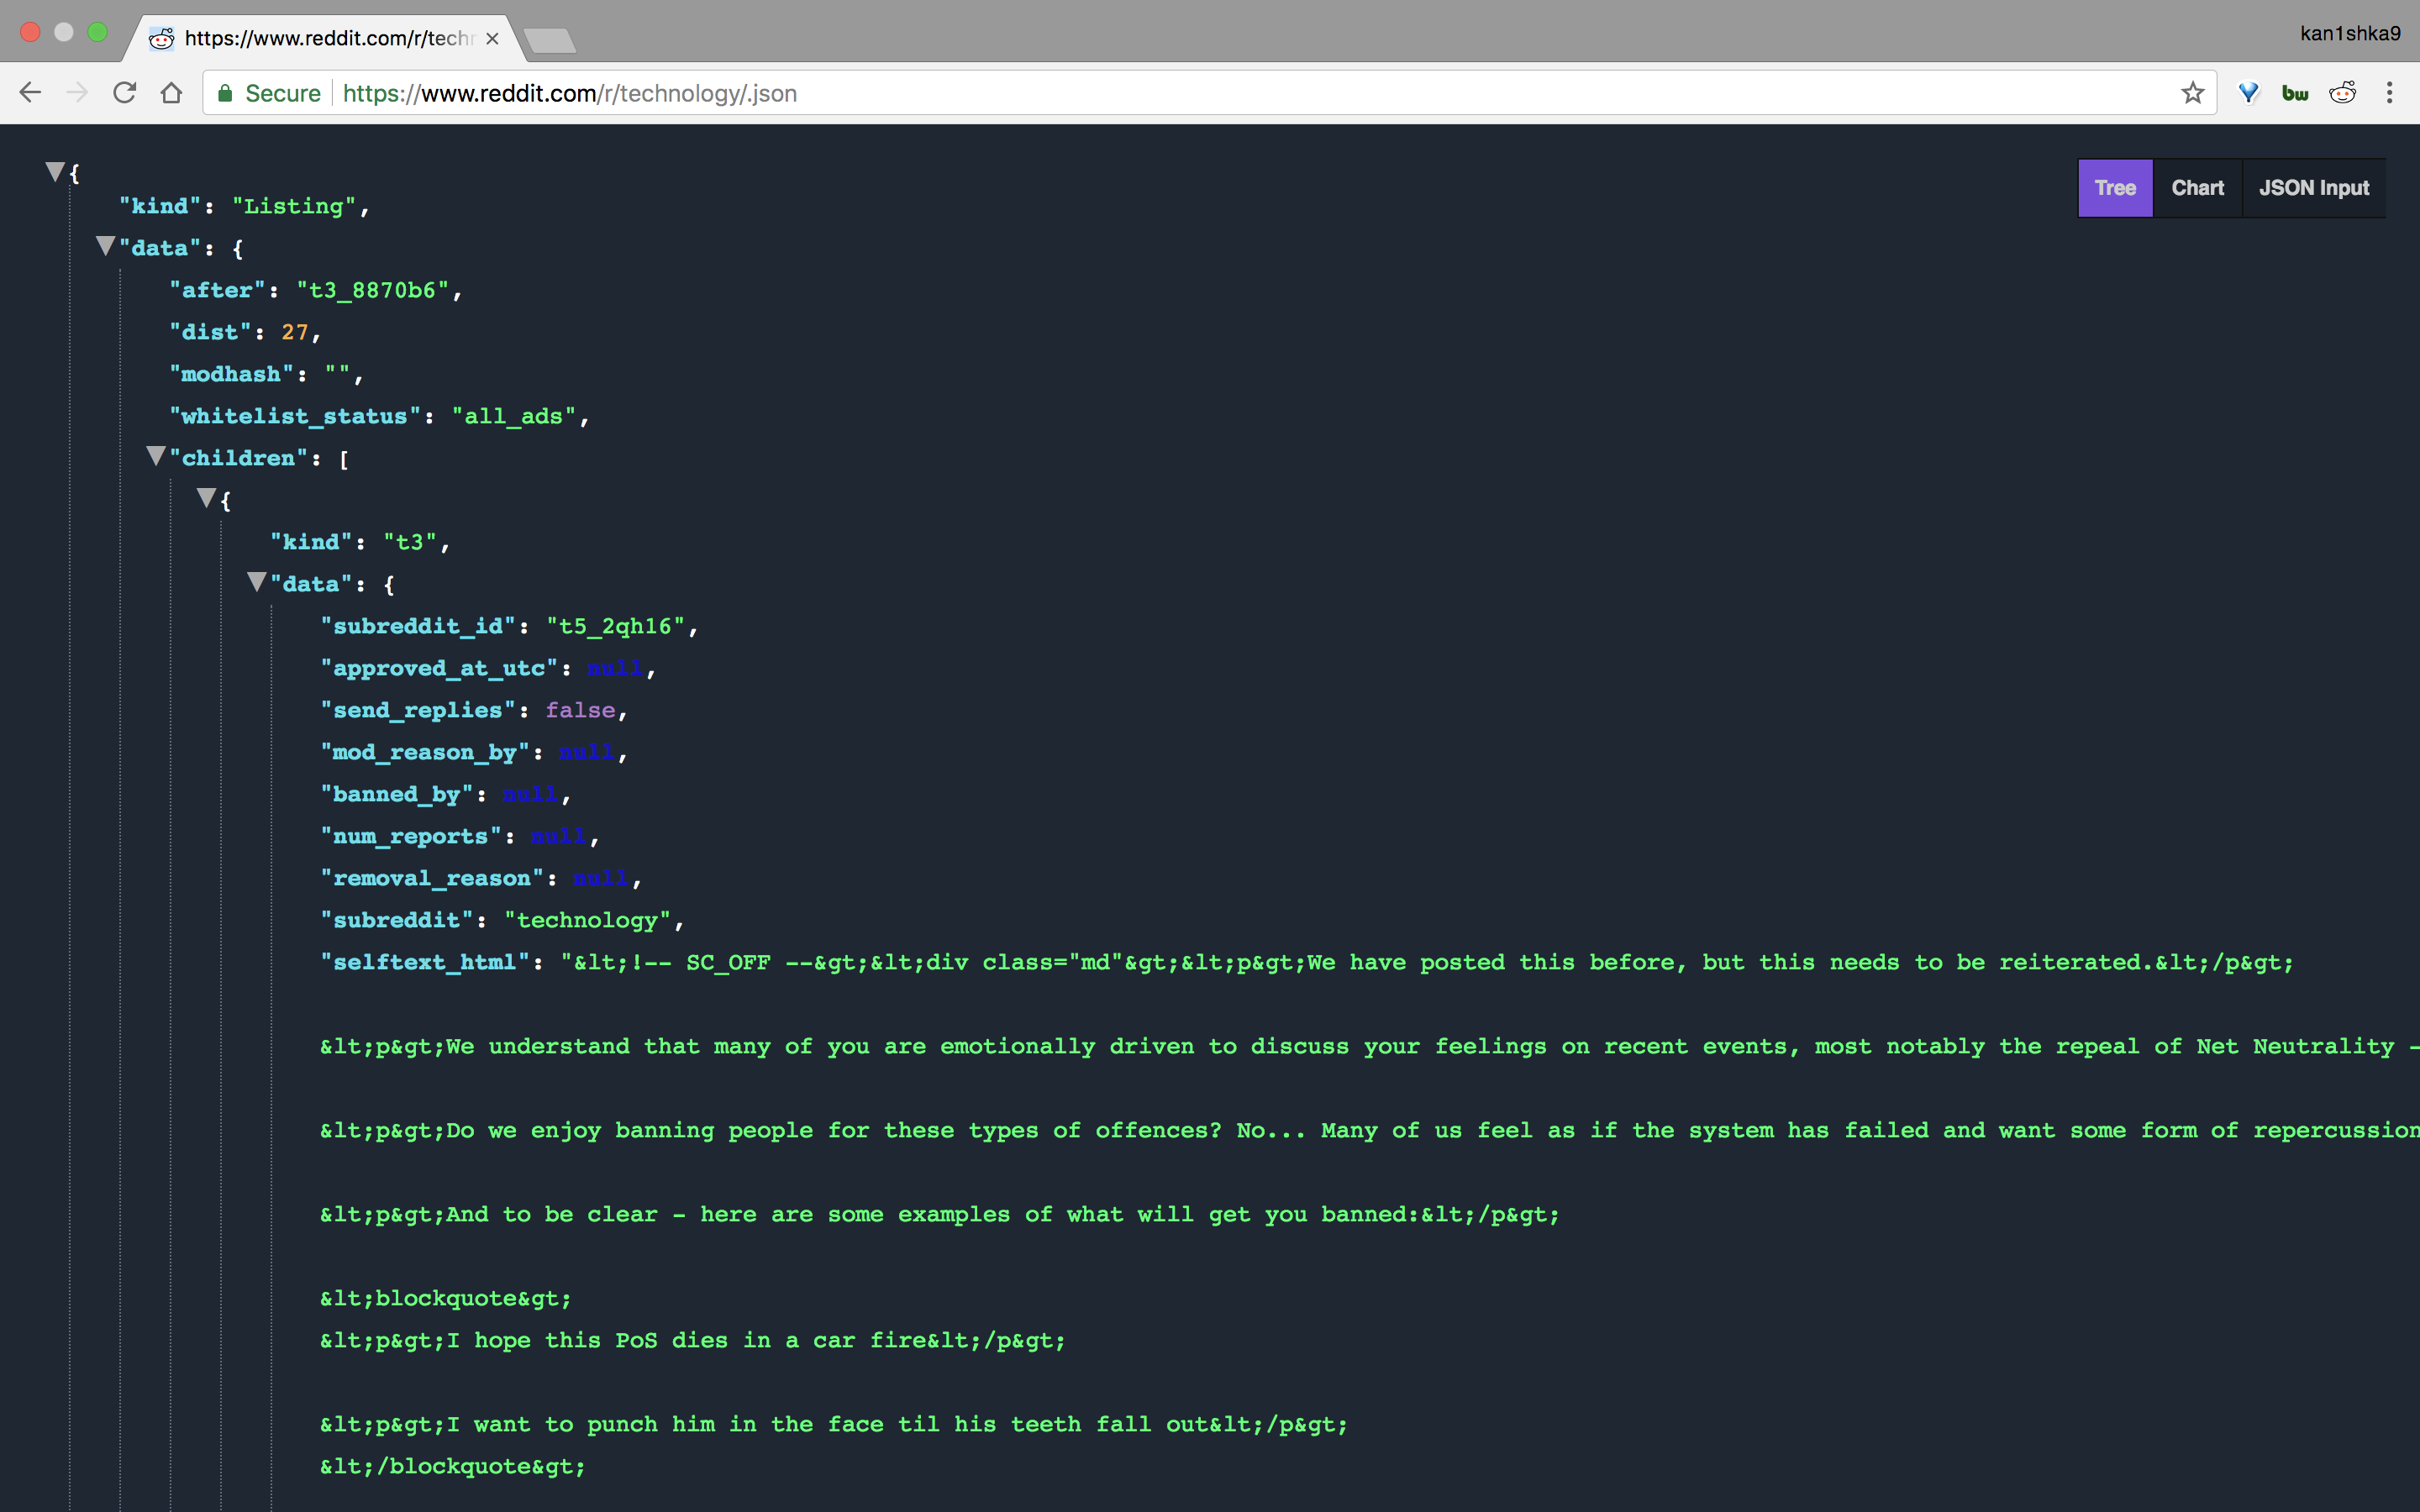 https://www.reddit.com/r/techn
kan1shka9
Secure https://www.reddit.com/r/technology/.json
bw
Tree Chart JSON Input
{
"kind": "Listing",
"data": {
"after": "t3_8870b6",
"dist": 27,
"modhash": "",
"whitelist_status": "all_ads",
"children": [
{
"kind": "t3",
"data": {
"subreddit_id": "t5_2qh16",
"approved_at_utc": null,
"send_replies": false,
"mod_reason_by": null,
"banned_by": null,
"num_reports": null,
"removal_reason": null,
"subreddit": "technology",
"selftext_html": "&lt;!-- SC_OFF --&gt;&lt;div class="md"&gt;&lt;p&gt;We have posted this before, but this needs to be reiterated.&lt;/p&gt;
&lt;p&gt;We understand that many of you are emotionally driven to discuss your feelings on recent events, most notably the repeal of Net Neutrality -
&lt;p&gt;Do we enjoy banning people for these types of offences? No... Many of us feel as if the system has failed and want some form of repercussion
&lt;p&gt;And to be clear - here are some examples of what will get you banned:&lt;/p&gt;
&lt;blockquote&gt;
&lt;p&gt;I hope this PoS dies in a car fire&lt;/p&gt;
&lt;p&gt;I want to punch him in the face til his teeth fall out&lt;/p&gt;
&lt;/blockquote&gt;